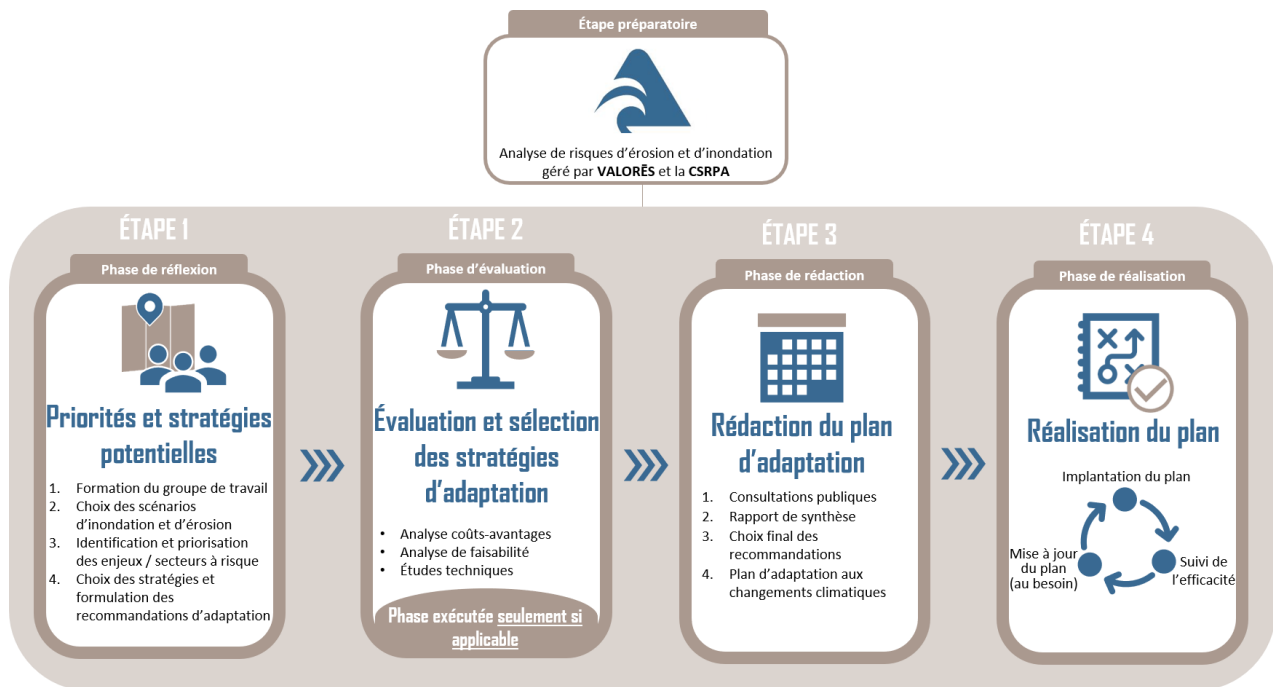 Étape préparatoire
Analyse de risques d'érosion et d'inondation
géré par VALORĒS et la CSRPA
ÉTAPE 1
Phase de réflexion
Priorités et stratégies
potentielles
1. Formation du groupe de travail
2. Choix des scénarios
d'inondation et d'érosion
3. Identification et priorisation
des enjeux / secteurs à risque
4. Choix des stratégies et
formulation des
recommandations d'adaptation
ÉTAPE 2
Phase d'évaluation
Évaluation et sélection
des stratégies
d'adaptation
• Analyse coûts-avantages
• Analyse de faisabilité
• Études techniques
Phase exécutée seulement si
applicable
ÉTAPE 3
Phase de rédaction
Rédaction du plan
d'adaptation
1. Consultations publiques
2. Rapport de synthèse
3. Choix final des
recommandations
4. Plan d'adaptation aux
changements climatiques
ÉTAPE 4
Phase de réalisation
Réalisation du plan
Implantation du plan
Suivi de
l'efficacité
Mise à jour
du plan
(au besoin)